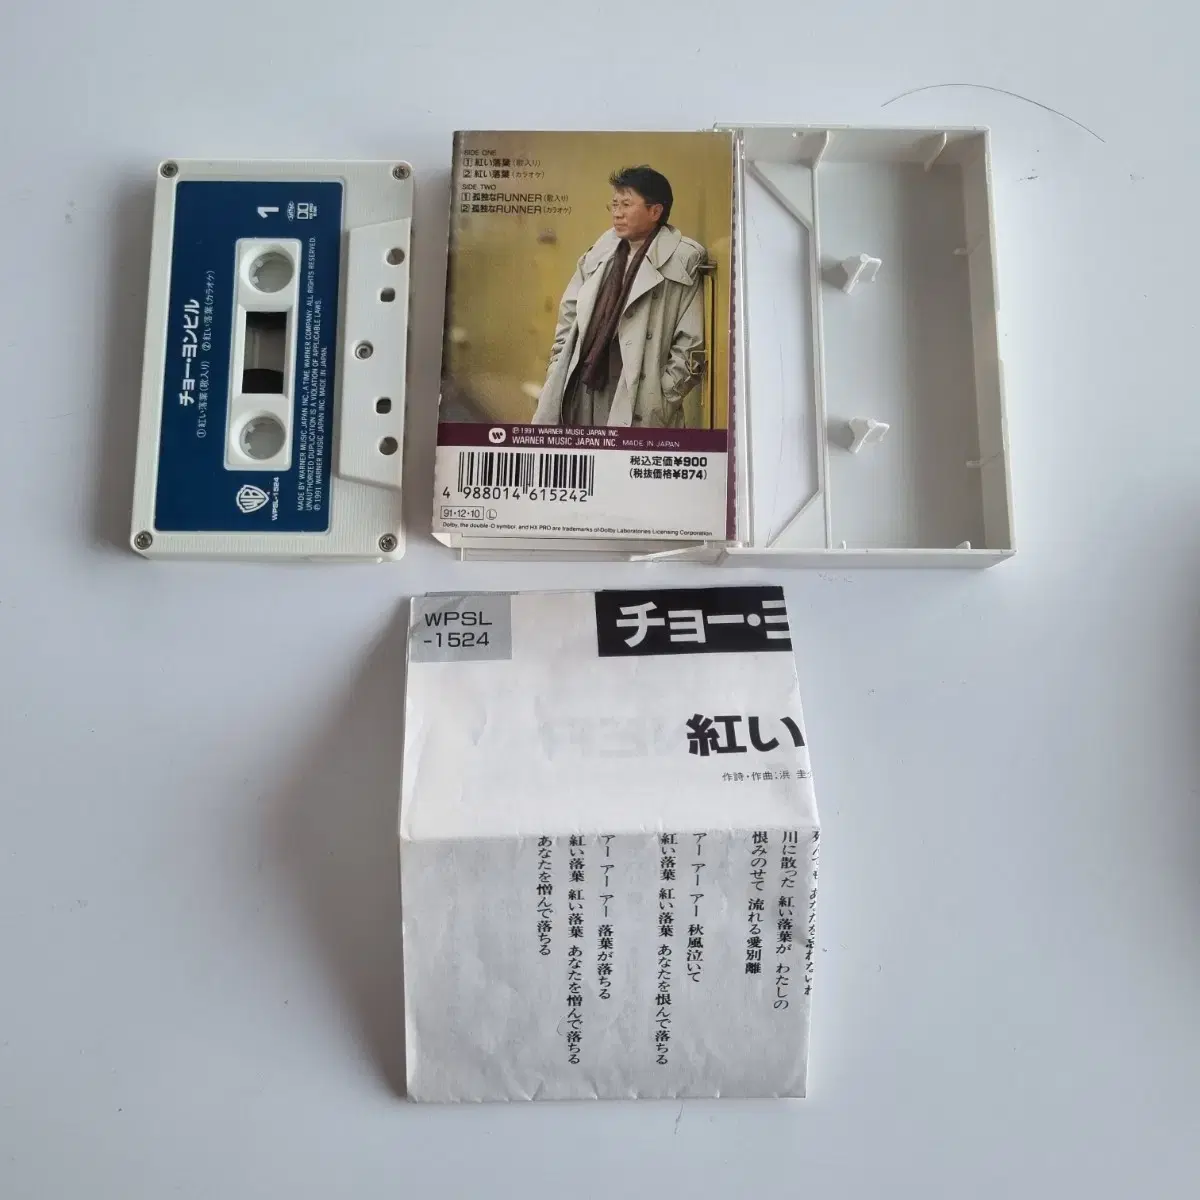 チョー・ヨンピル
①紅い落葉(歌入り) ②紅い落葉(カラオケ)
1
WPSL-1524
MADE BY WARNER MUSIC JAPAN INC. A TIME WARNER COMPANY. ALL RIGHTS RESERVED.
UNAUTHORIZED DUPLICATION IS A VIOLATION OF APPLICABLE LAWS.
℗1991 WARNER MUSIC JAPAN INC. MADE IN JAPAN.
SIDE ONE
1 紅い落葉(歌入り)
2 紅い落葉(カラオケ)
SIDE TWO
1 孤独なRUNNER(歌入り)
2 孤独なRUNNER(カラオケ)
℗1991 WARNER MUSIC JAPAN INC.
WARNER MUSIC JAPAN INC. MADE IN JAPAN
4 988014 615242
税込定価¥900
(税抜価格¥874)
91・12・10 Ⓛ
Dolby, the double-D symbol, and HX PRO are trademarks of Dolby Laboratories Licensing Corporation.
WPSL
-1524
チョー・ヨ
紅い
作詩・作曲:浜 圭
川に散った 紅い落葉が わたしの
恨みのせて 流れる愛別離
アー アー アー 秋風泣いて
紅い落葉 紅い落葉 あなたを恨んで落ちる
アー アー アー 落葉が落ちる
紅い落葉 紅い落葉 あなたを憎んで落ちる
あなたを憎んで落ちる